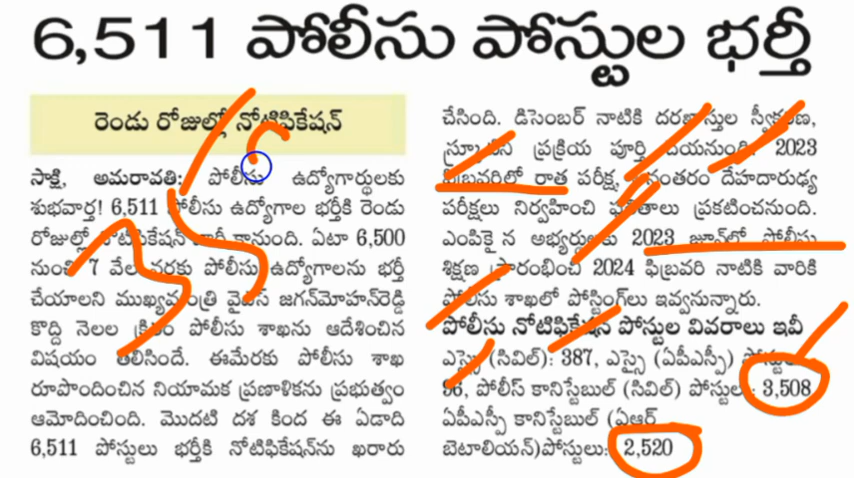 6,511 పోలీసు పోస్టుల భర్తీ
రెండు రోజుల్లో నోటిఫికేషన్
సాక్షి, అమరావతి: పోలీసు ఉద్యోగార్థులకు
శుభవార్త! 6,511 పోలీసు ఉద్యోగాల భర్తీకి రెండు
రోజుల్లో నోటిఫికేషన్ జారీ కానుంది. ఏటా 6,500
నుంచి 7 వేల వరకు పోలీసు ఉద్యోగాలను భర్తీ
చేయాలని ముఖ్యమంత్రి వైఎస్ జగన్‌మోహన్‌రెడ్డి
కొద్ది నెలల క్రితం పోలీసు శాఖను ఆదేశించిన
విషయం తెలిసిందే. ఈమేరకు పోలీసు శాఖ
రూపొందించిన నియామక ప్రణాళికను ప్రభుత్వం
ఆమోదించింది. మొదటి దశ కింద ఈ ఏడాది
6,511 పోస్టులు భర్తీకి నోటిఫికేషన్‌ను ఖరారు
చేసింది. డిసెంబర్ నాటికి దరఖాస్తుల స్వీకరణ,
స్క్రూటినీ ప్రక్రియ పూర్తి చేయనుంది. 2023
ఫిబ్రవరిలో రాత పరీక్ష, అనంతరం దేహదారుఢ్య
పరీక్షలు నిర్వహించి ఫలితాలు ప్రకటించనుంది.
ఎంపికైన అభ్యర్థులకు 2023 జూన్‌లో పోలీసు
శిక్షణ ప్రారంభించి 2024 ఫిబ్రవరి నాటికి వారికి
పోలీసు శాఖలో పోస్టింగ్‌లు ఇవ్వనున్నారు.
పోలీసు నోటిఫికేషన పోస్టుల వివరాలు ఇవీ
ఎస్సై (సివిల్): 387, ఎస్సై (ఏపీఎస్పీ) పోస్టులు
96, పోలీస్ కానిస్టేబుల్ (సివిల్) పోస్టులు: 3,508
ఏపీఎస్పీ కానిస్టేబుల్ (ఏఆర్
బెటాలియన్)పోస్టులు: 2,520